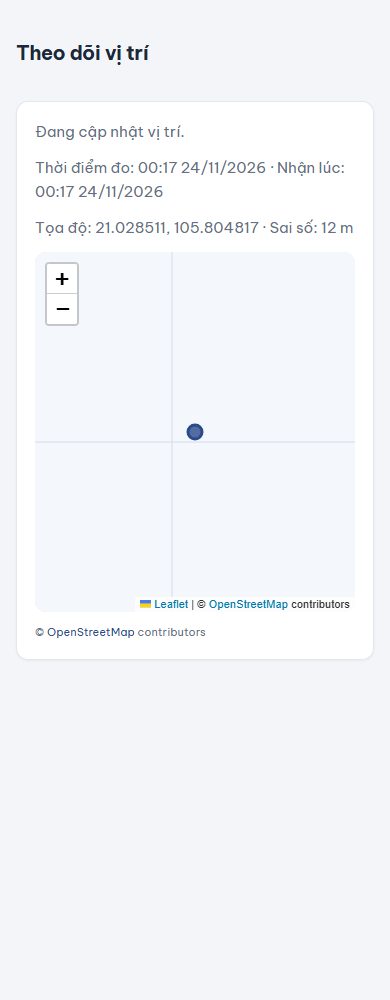 Theo dõi vị trí
Đang cập nhật vị trí.
Thời điểm đo: 00:17 24/11/2026 · Nhận lúc:
00:17 24/11/2026
Tọa độ: 21.028511, 105.804817 · Sai số: 12 m
+
−
Leaflet | © OpenStreetMap contributors
© OpenStreetMap contributors